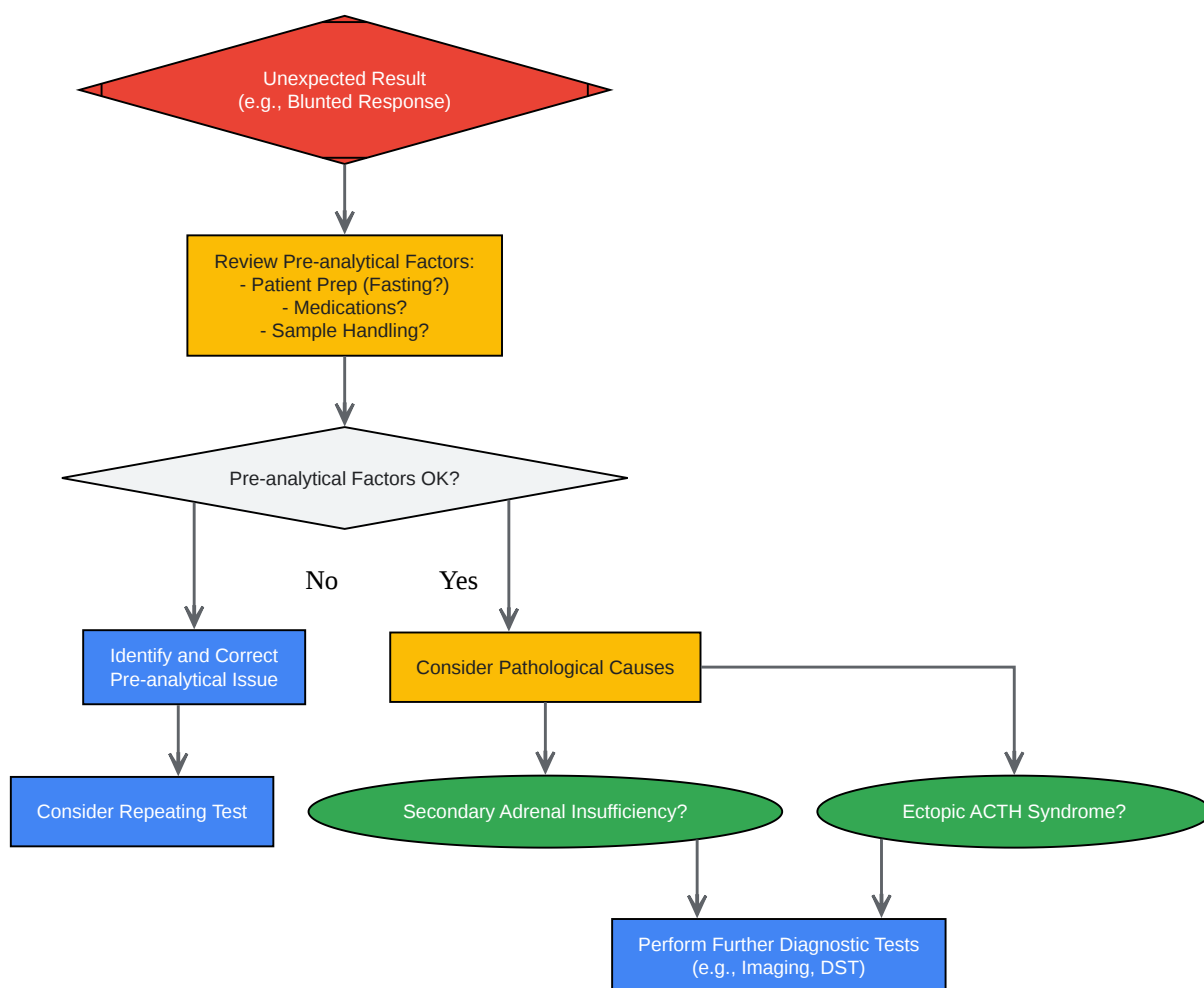 Unexpected Result
(e.g., Blunted Response)
Review Pre-analytical Factors:
- Patient Prep (Fasting?)
- Medications?
- Sample Handling?
Pre-analytical Factors OK?
No
Yes
Identify and Correct
Pre-analytical Issue
Consider Pathological Causes
Consider Repeating Test
Secondary Adrenal Insufficiency?
Ectopic ACTH Syndrome?
Perform Further Diagnostic Tests
(e.g., Imaging, DST)